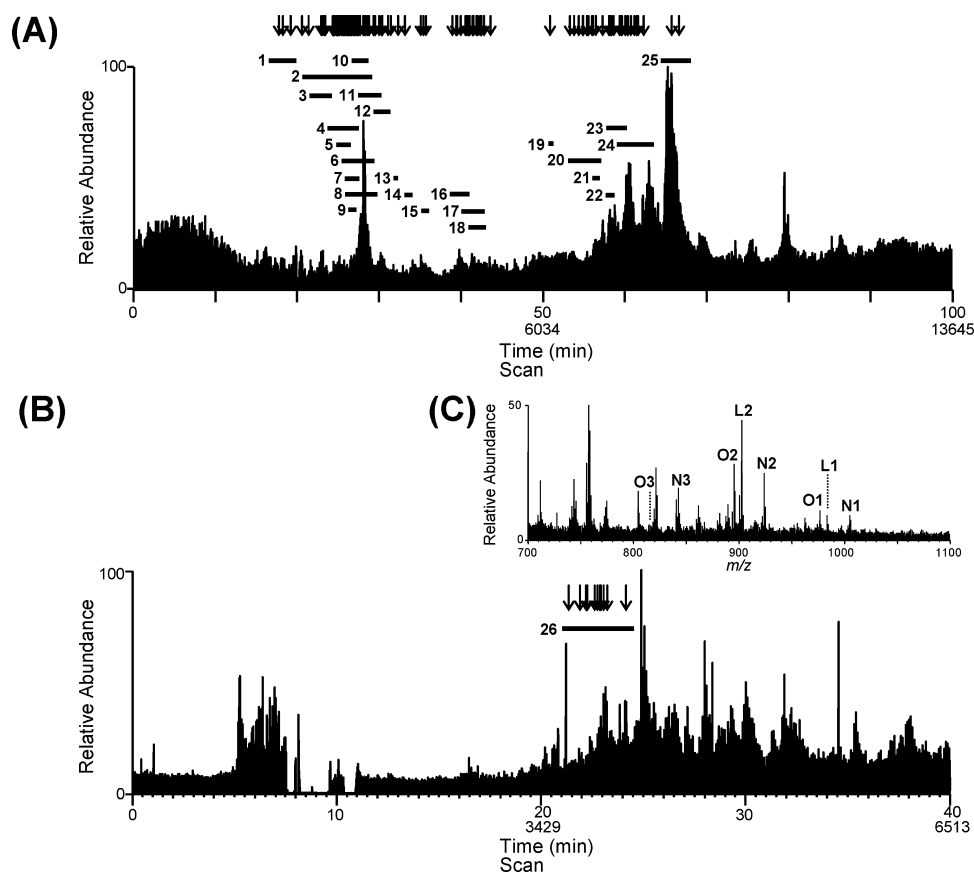 (A)
100
Relative Abundance
0
1
10
25
2
3
11
12
4
23
5
19
24
6
20
7
13
21
8
14
16
22
9
15
17
18
0
50
100
6034
13645
Time (min)
Scan
(B)
(C)
50
Relative Abundance
0
L2
O2
N2
O3
N3
L1
O1
N1
700
800
900
1000
1100
m/z
100
Relative Abundance
0
26
0
10
20
30
40
3429
6513
Time (min)
Scan